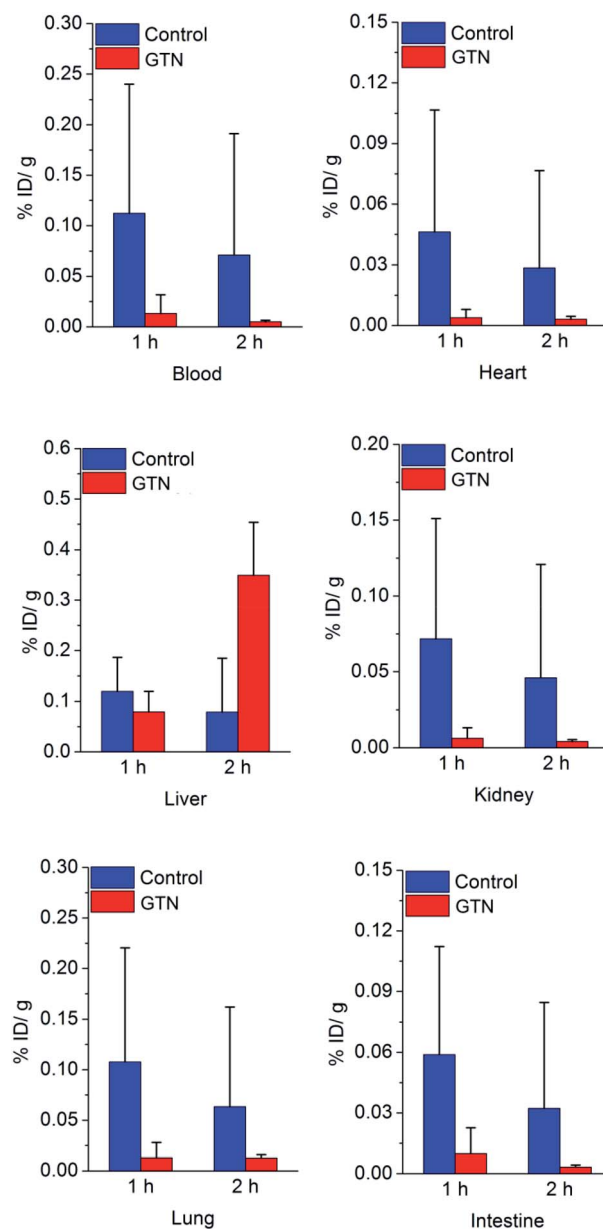 0.30
0.25
0.20
0.15
0.10
0.05
0.00
% ID/ g
Control
GTN
1 h
2 h
Blood
0.15
0.12
0.09
0.06
0.03
0.00
% ID/ g
Control
GTN
1 h
2 h
Heart
0.6
0.5
0.4
0.3
0.2
0.1
0.0
% ID/ g
Control
GTN
1 h
2 h
Liver
0.20
0.15
0.10
0.05
0.00
% ID/ g
Control
GTN
1 h
2 h
Kidney
0.30
0.25
0.20
0.15
0.10
0.05
0.00
% ID/ g
Control
GTN
1 h
2 h
Lung
0.15
0.12
0.09
0.06
0.03
0.00
% ID/ g
Control
GTN
1 h
2 h
Intestine